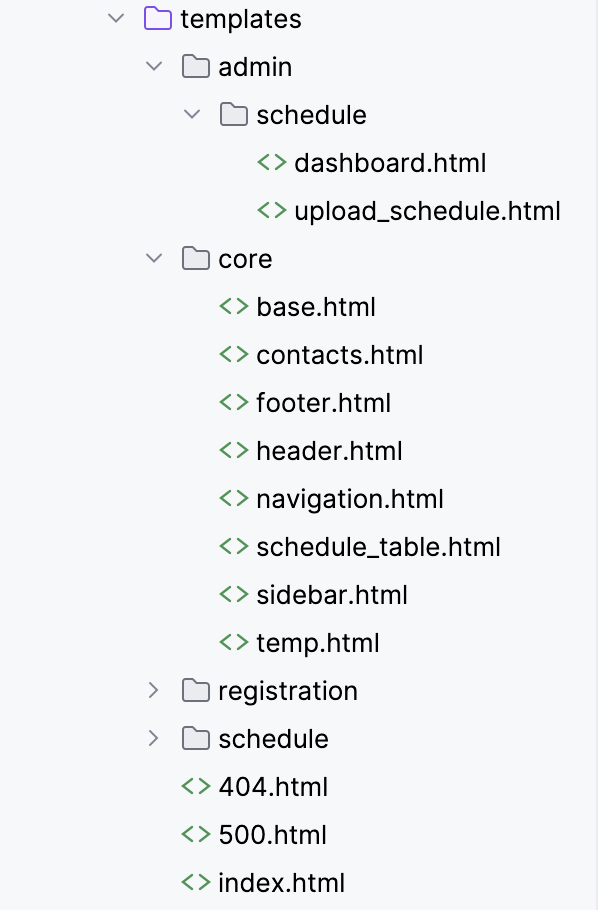 templates
admin
schedule
dashboard.html
upload_schedule.html
core
base.html
contacts.html
footer.html
header.html
navigation.html
schedule_table.html
sidebar.html
temp.html
registration
schedule
404.html
500.html
index.html